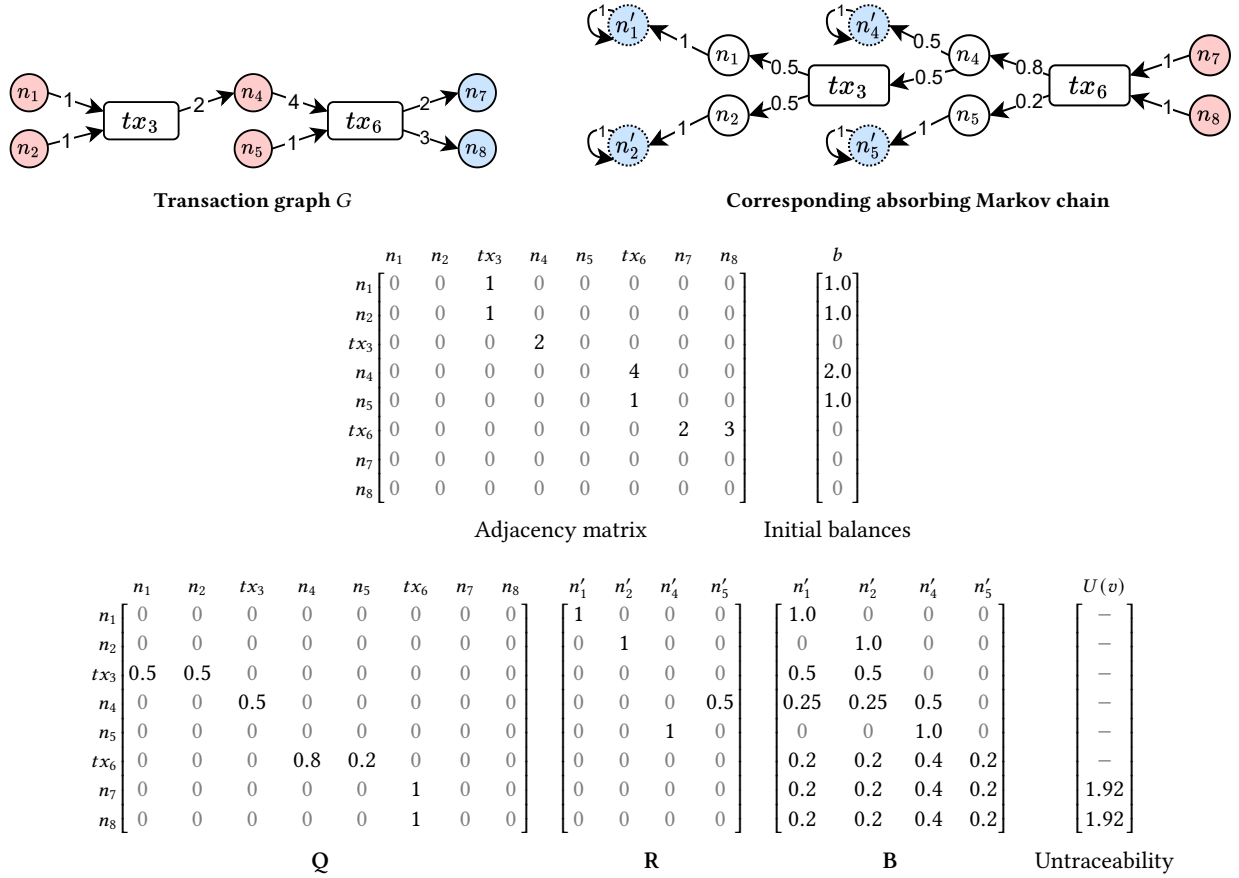 n₁ 1 n₂ 1 tx₃ 2 n₄ 4 n₅ 1 tx₆ 2 n₇ 3 n₈
Transaction graph G
1 n′₁ 1 n₁ 0.5 1 n′₂ 1 n₂ 0.5 tx₃ 1 n′₄ 0.5 n₄ 0.5 0.8 1 n′₅ 1 n₅ 0.2 tx₆ 1 n₇ 1 n₈
Corresponding absorbing Markov chain
n₁ n₂ tx₃ n₄ n₅ tx₆ n₇ n₈ b
n₁ 0 0 1 0 0 0 0 0 1.0
n₂ 0 0 1 0 0 0 0 0 1.0
tx₃ 0 0 0 2 0 0 0 0 0
n₄ 0 0 0 0 0 4 0 0 2.0
n₅ 0 0 0 0 0 1 0 0 1.0
tx₆ 0 0 0 0 0 0 2 3 0
n₇ 0 0 0 0 0 0 0 0 0
n₈ 0 0 0 0 0 0 0 0 0
Adjacency matrix Initial balances
n₁ n₂ tx₃ n₄ n₅ tx₆ n₇ n₈ n′₁ n′₂ n′₄ n′₅ n′₁ n′₂ n′₄ n′₅ U(v)
n₁ 0 0 0 0 0 0 0 0 1 0 0 0 1.0 0 0 0 –
n₂ 0 0 0 0 0 0 0 0 0 1 0 0 0 1.0 0 0 –
tx₃ 0.5 0.5 0 0 0 0 0 0 0 0 0 0 0.5 0.5 0 0 –
n₄ 0 0 0.5 0 0 0 0 0 0 0 0 0.5 0.25 0.25 0.5 0 –
n₅ 0 0 0 0 0 0 0 0 0 0 1 0 0 0 1.0 0 –
tx₆ 0 0 0 0.8 0.2 0 0 0 0 0 0 0 0.2 0.2 0.4 0.2 –
n₇ 0 0 0 0 0 1 0 0 0 0 0 0 0.2 0.2 0.4 0.2 1.92
n₈ 0 0 0 0 0 1 0 0 0 0 0 0 0.2 0.2 0.4 0.2 1.92
Q R B Untraceability